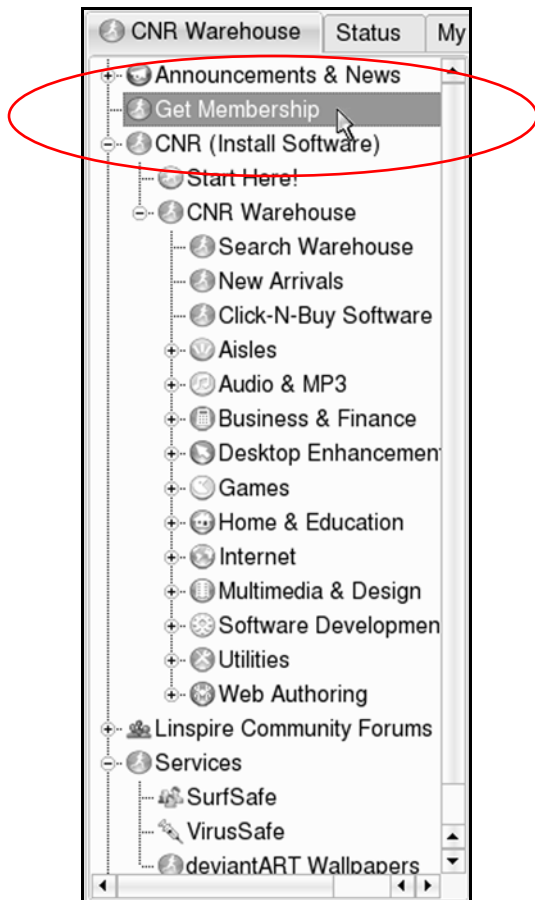 CNR Warehouse Status My
Announcements & News
Get Membership
CNR (Install Software)
Start Here!
CNR Warehouse
Search Warehouse
New Arrivals
Click-N-Buy Software
Aisles
Audio & MP3
Business & Finance
Desktop Enhancemen
Games
Home & Education
Internet
Multimedia & Design
Software Developmen
Utilities
Web Authoring
Linspire Community Forums
Services
SurfSafe
VirusSafe
deviantART Wallpapers